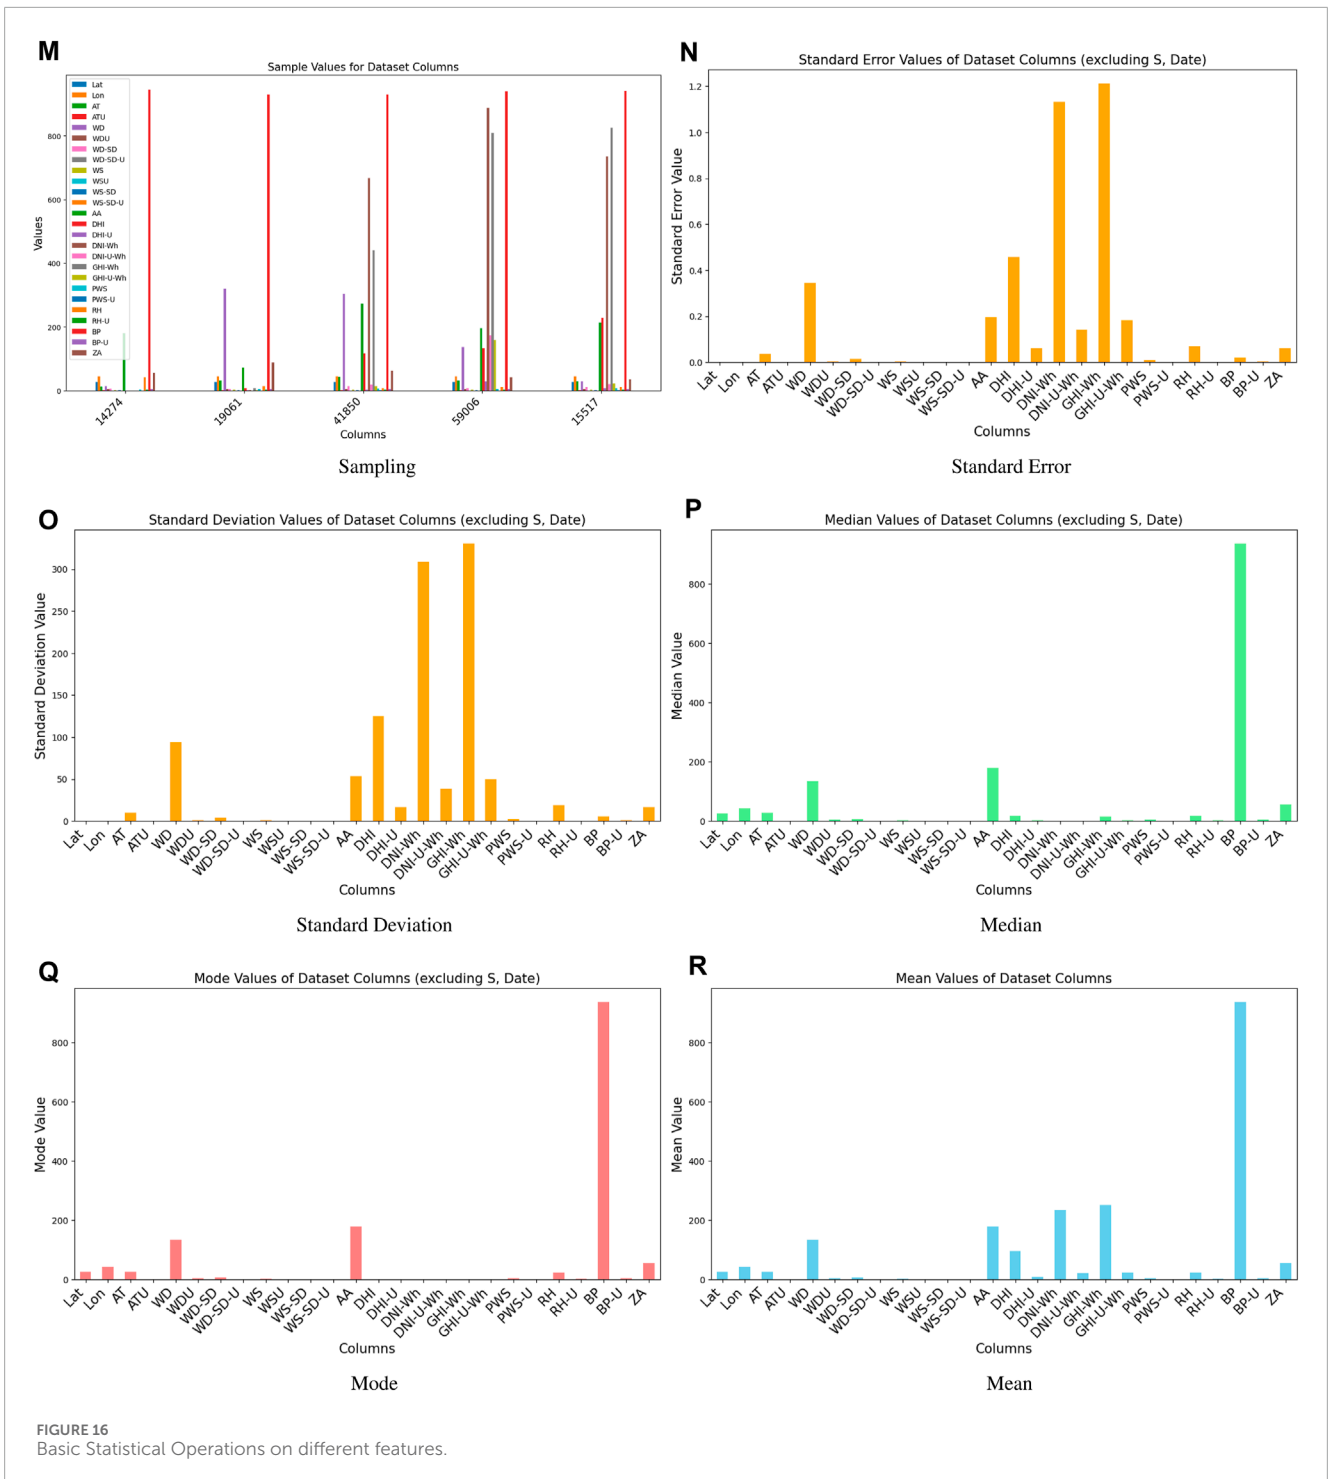 M
Sample Values for Dataset Columns
Values
800
600
400
200
0
Lat
Lon
AT
ATU
WD
WDU
WD-SD
WD-SD-U
WS
WSU
WS-SD
WS-SD-U
AA
DHI
DHI-U
DNI-Wh
DNI-U-Wh
GHI-Wh
GHI-U-Wh
PWS
PWS-U
RH
RH-U
BP
BP-U
ZA
14274 19061 41850 59006 15517
Columns
Sampling
N
Standard Error Values of Dataset Columns (excluding S, Date)
Standard Error Value
1.2
1.0
0.8
0.6
0.4
0.2
0.0
Lat Lon AT ATU WD WDU WD-SD WD-SD-U WS WSU WS-SD WS-SD-U AA DHI DHI-U DNI-Wh DNI-U-Wh GHI-Wh GHI-U-Wh PWS PWS-U RH RH-U BP BP-U ZA
Columns
Standard Error
O
Standard Deviation Values of Dataset Columns (excluding S, Date)
Standard Deviation Value
300
250
200
150
100
50
0
Lat Lon AT ATU WD WDU WD-SD WD-SD-U WS WSU WS-SD WS-SD-U AA DHI DHI-U DNI-Wh DNI-U-Wh GHI-Wh GHI-U-Wh PWS PWS-U RH RH-U BP BP-U ZA
Columns
Standard Deviation
P
Median Values of Dataset Columns (excluding S, Date)
Median Value
800
600
400
200
0
Lat Lon AT ATU WD WDU WD-SD WD-SD-U WS WSU WS-SD WS-SD-U AA DHI DHI-U DNI-Wh DNI-U-Wh GHI-Wh GHI-U-Wh PWS PWS-U RH RH-U BP BP-U ZA
Columns
Median
Q
Mode Values of Dataset Columns (excluding S, Date)
Mode Value
800
600
400
200
0
Lat Lon AT ATU WD WDU WD-SD WD-SD-U WS WSU WS-SD WS-SD-U AA DHI DHI-U DNI-Wh DNI-U-Wh GHI-Wh GHI-U-Wh PWS PWS-U RH RH-U BP BP-U ZA
Columns
Mode
R
Mean Values of Dataset Columns
Mean Value
800
600
400
200
0
Lat Lon AT ATU WD WDU WD-SD WD-SD-U WS WSU WS-SD WS-SD-U AA DHI DHI-U DNI-Wh DNI-U-Wh GHI-Wh GHI-U-Wh PWS PWS-U RH RH-U BP BP-U ZA
Columns
Mean
FIGURE 16
Basic Statistical Operations on different features.